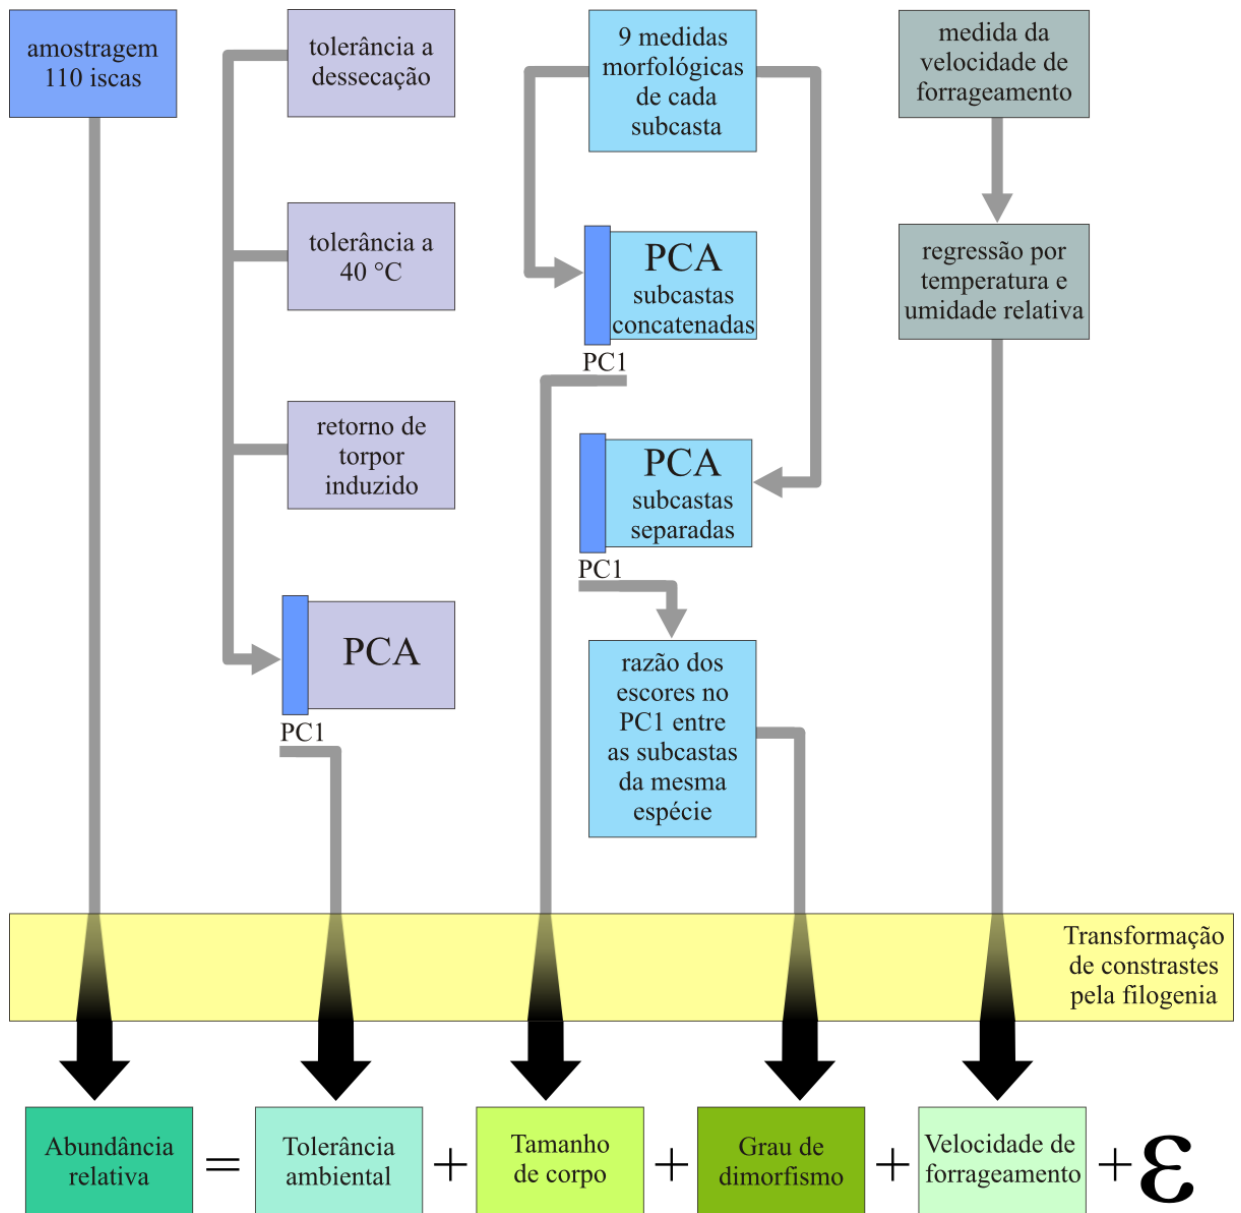 amostragem
110 iscas
tolerância a
dessecação
tolerância a
40 °C
retorno de
torpor
induzido
PCA
PC1
9 medidas
morfológicas
de cada
subcasta
PCA
subcastas
concatenadas
PC1
PCA
subcastas
separadas
PC1
razão dos
escores no
PC1 entre
as subcastas
da mesma
espécie
medida da
velocidade de
forrageamento
regressão por
temperatura e
umidade relativa
Transformação
de constrastes
pela filogenia
Abundância
relativa
=
Tolerância
ambiental
+
Tamanho
de corpo
+
Grau de
dimorfismo
+
Velocidade de
forrageamento
+ ε